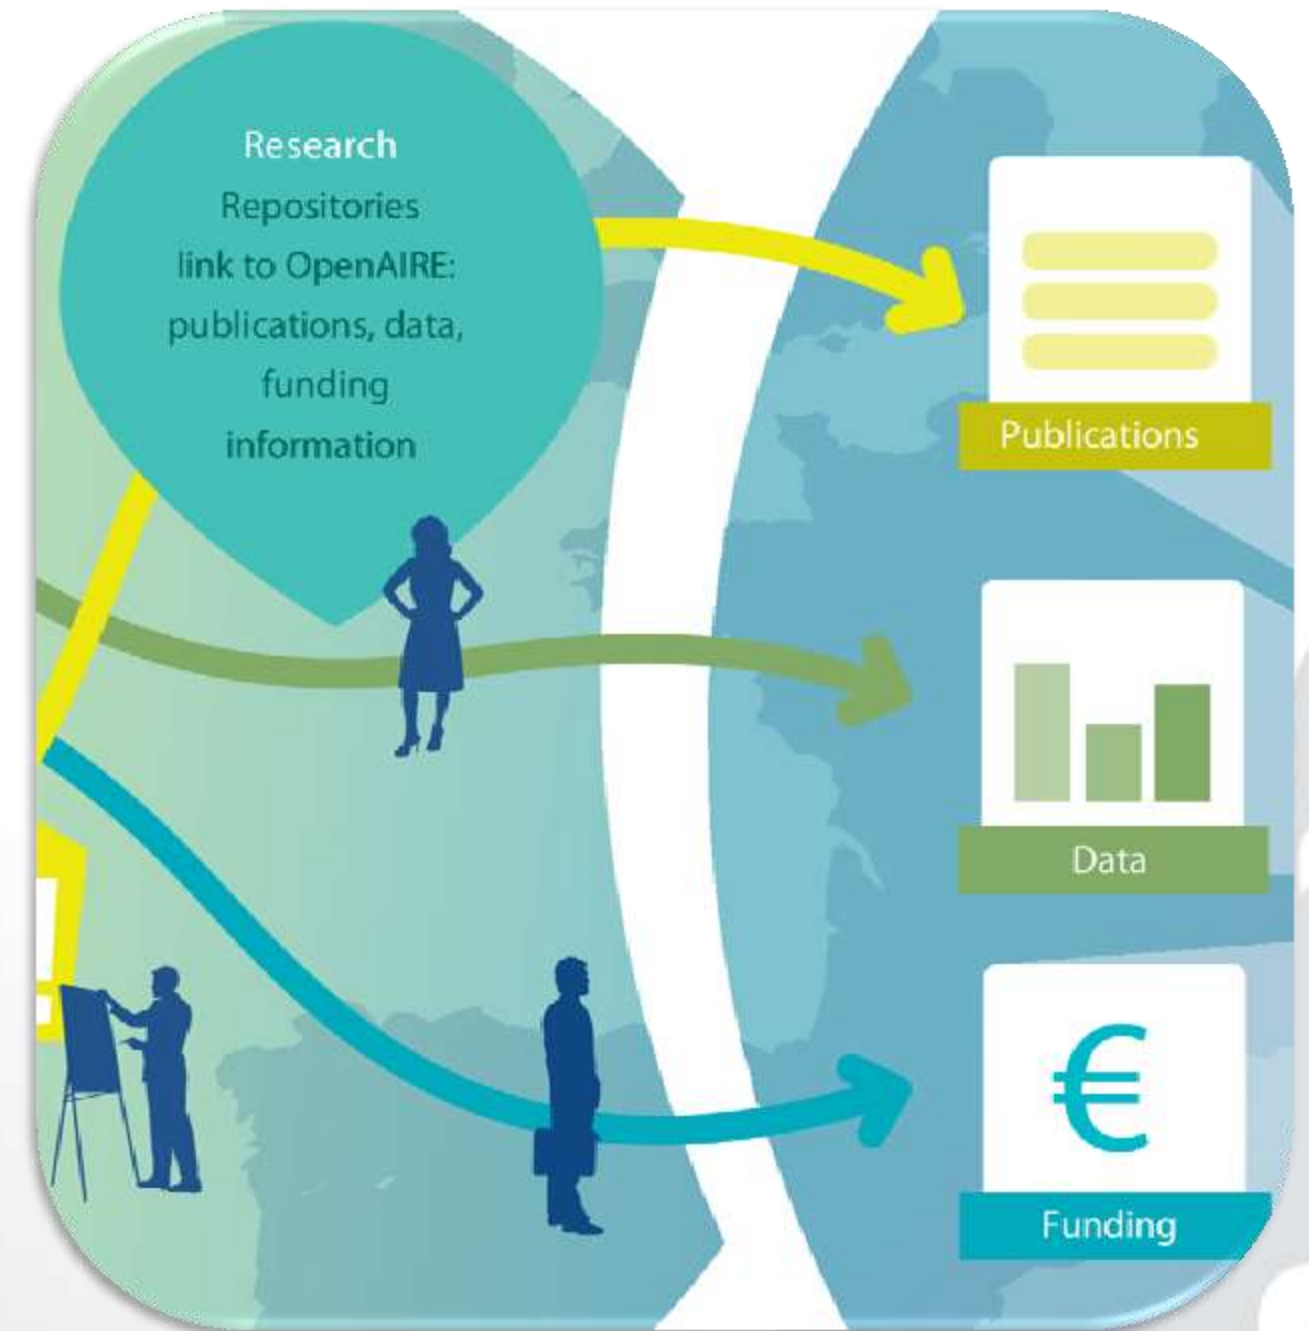 Research
Repositories
link to OpenAIRE:
publications, data,
funding
information
Publications
Data
€
Funding